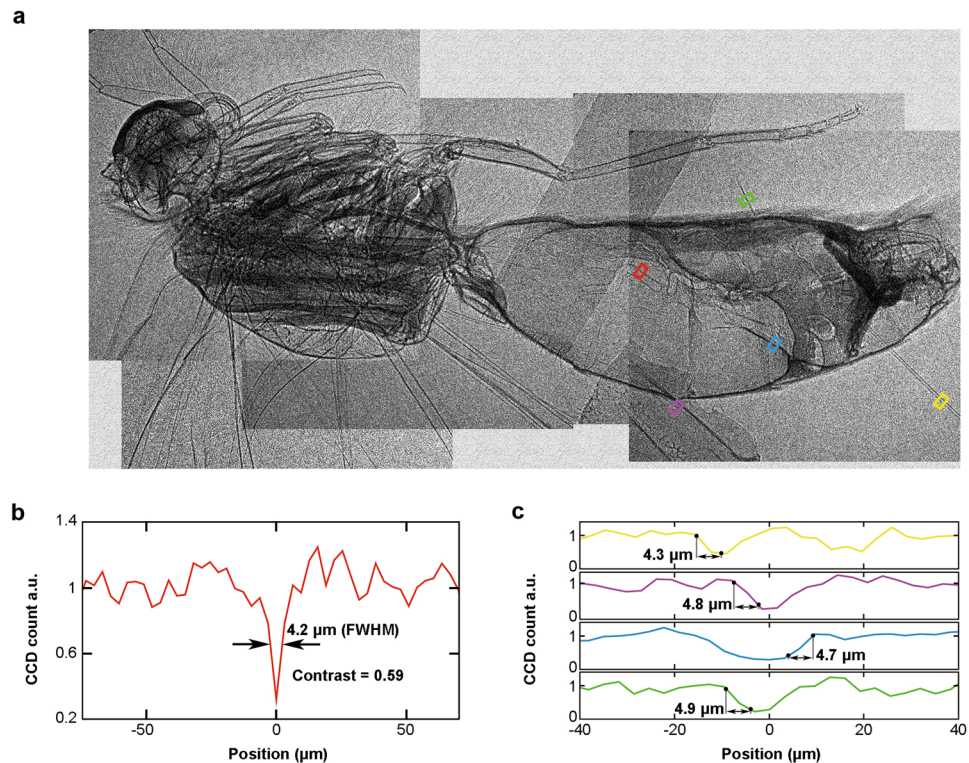 a
b
1.4
1
0.6
0.2
CCD count a.u.
4.2 µm (FWHM)
Contrast = 0.59
-50
0
50
Position (µm)
c
CCD count a.u.
1
0
4.3 µm
1
0
4.8 µm
1
0
4.7 µm
1
0
4.9 µm
-40
-20
0
20
40
Position (µm)